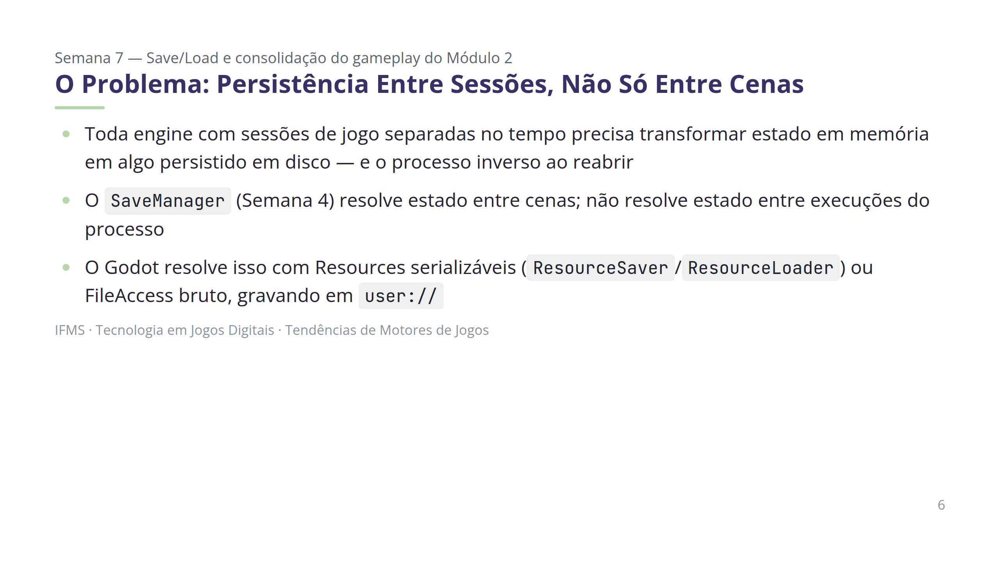 Semana 7 — Save/Load e consolidação do gameplay do Módulo 2
O Problema: Persistência Entre Sessões, Não Só Entre Cenas
Toda engine com sessões de jogo separadas no tempo precisa transformar estado em memória
em algo persistido em disco — e o processo inverso ao reabrir
O SaveManager (Semana 4) resolve estado entre cenas; não resolve estado entre execuções do
processo
O Godot resolve isso com Resources serializáveis (ResourceSaver/ResourceLoader) ou
FileAccess bruto, gravando em user://
IFMS · Tecnologia em Jogos Digitais · Tendências de Motores de Jogos
6